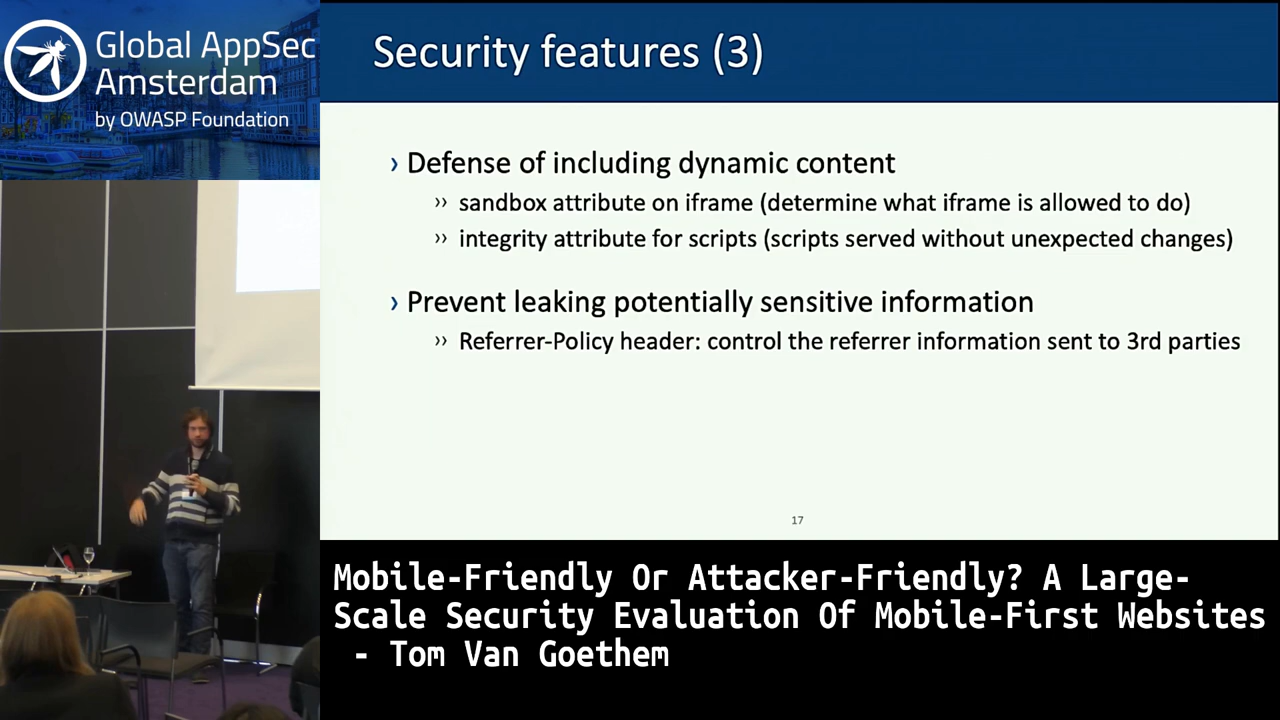 Global AppSec
Amsterdam
by OWASP Foundation
Security features (3)
› Defense of including dynamic content
›› sandbox attribute on iframe (determine what iframe is allowed to do)
›› integrity attribute for scripts (scripts served without unexpected changes)
› Prevent leaking potentially sensitive information
›› Referrer-Policy header: control the referrer information sent to 3rd parties
17
Mobile-Friendly Or Attacker-Friendly? A Large-
Scale Security Evaluation Of Mobile-First Websites
- Tom Van Goethem